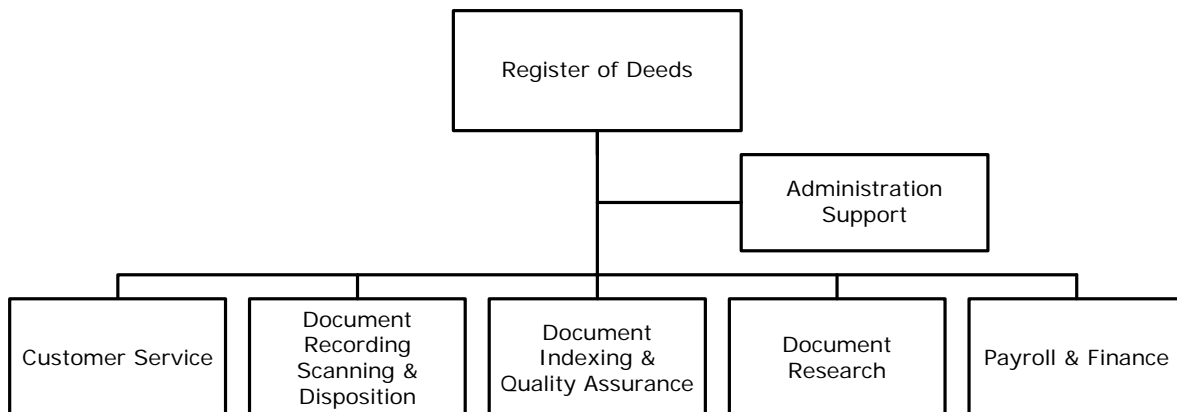 Register of Deeds
Administration
Support
Customer Service
Document
Recording
Scanning &
Disposition
Document
Indexing &
Quality Assurance
Document
Research
Payroll & Finance